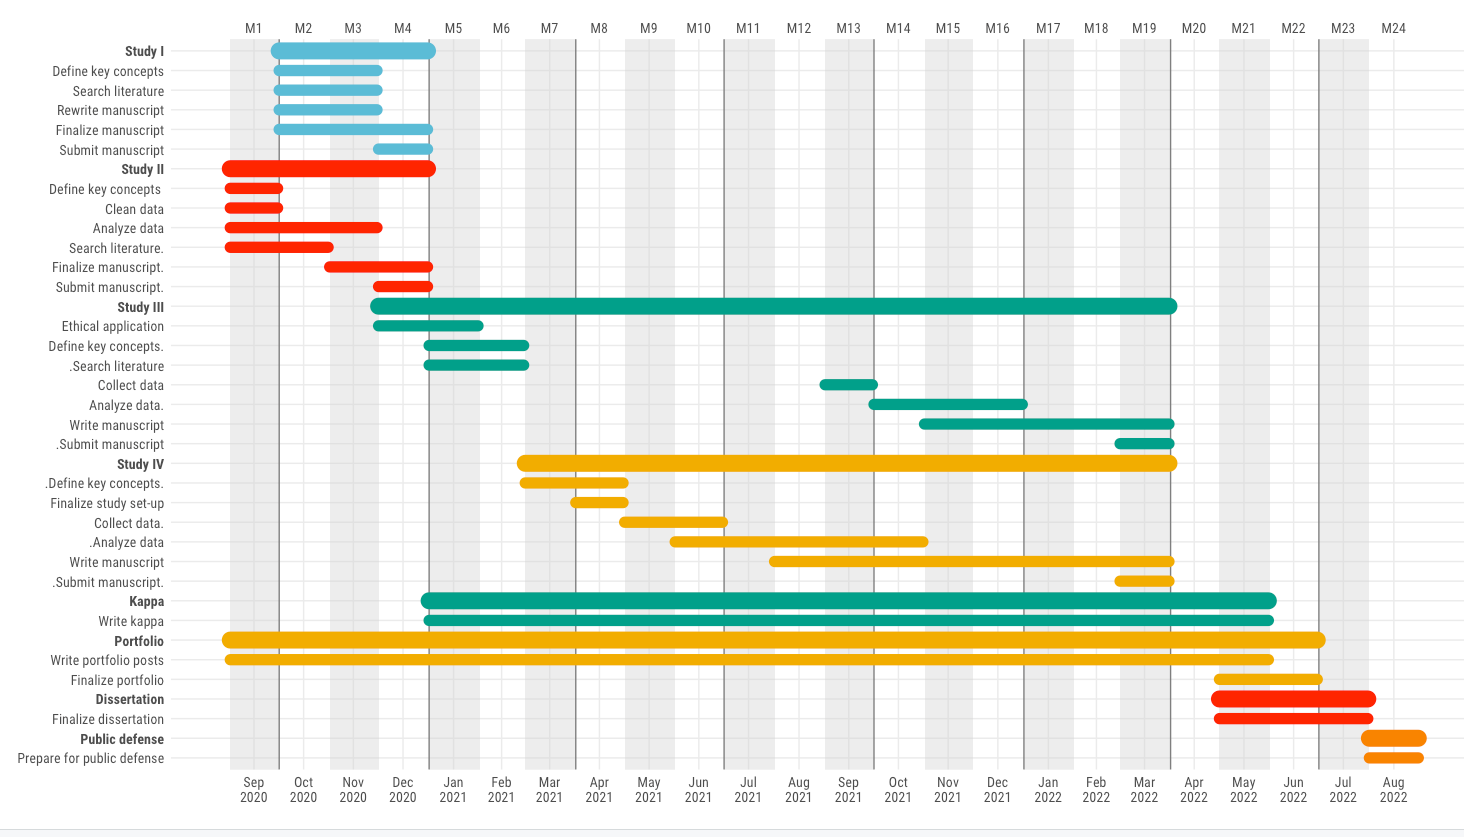 M1 M2 M3 M4 M5 M6 M7 M8 M9 M10 M11 M12 M13 M14 M15 M16 M17 M18 M19 M20 M21 M22 M23 M24
Study I
Define key concepts
Search literature
Rewrite manuscript
Finalize manuscript
Submit manuscript
Study II
Define key concepts
Clean data
Analyze data
Search literature.
Finalize manuscript.
Submit manuscript.
Study III
Ethical application
Define key concepts.
.Search literature
Collect data
Analyze data.
Write manuscript
.Submit manuscript
Study IV
.Define key concepts.
Finalize study set-up
Collect data.
.Analyze data
Write manuscript
.Submit manuscript.
Kappa
Write kappa
Portfolio
Write portfolio posts
Finalize portfolio
Dissertation
Finalize dissertation
Public defense
Prepare for public defense
Sep Oct Nov Dec Jan Feb Mar Apr May Jun Jul Aug Sep Oct Nov Dec Jan Feb Mar Apr May Jun Jul Aug
2020 2020 2020 2020 2021 2021 2021 2021 2021 2021 2021 2021 2021 2021 2021 2021 2022 2022 2022 2022 2022 2022 2022 2022